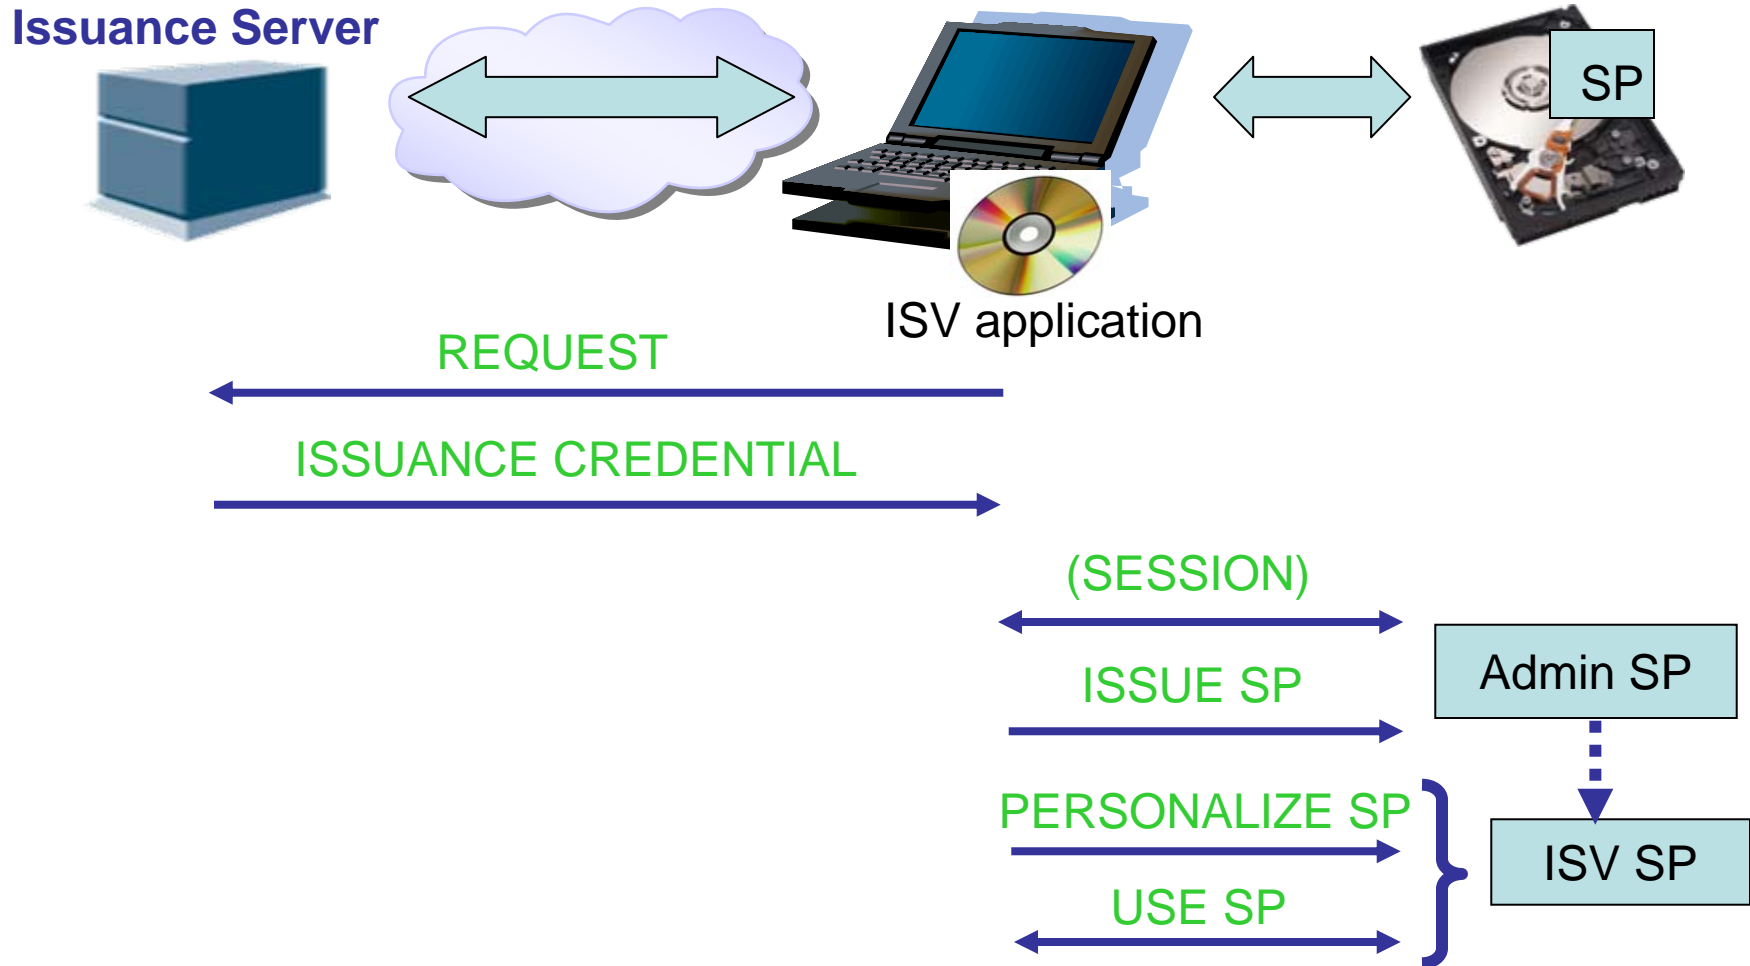 Issuance Server
SP
ISV application
REQUEST
ISSUANCE CREDENTIAL
(SESSION)
Admin SP
ISSUE SP
PERSONALIZE SP
ISV SP
USE SP